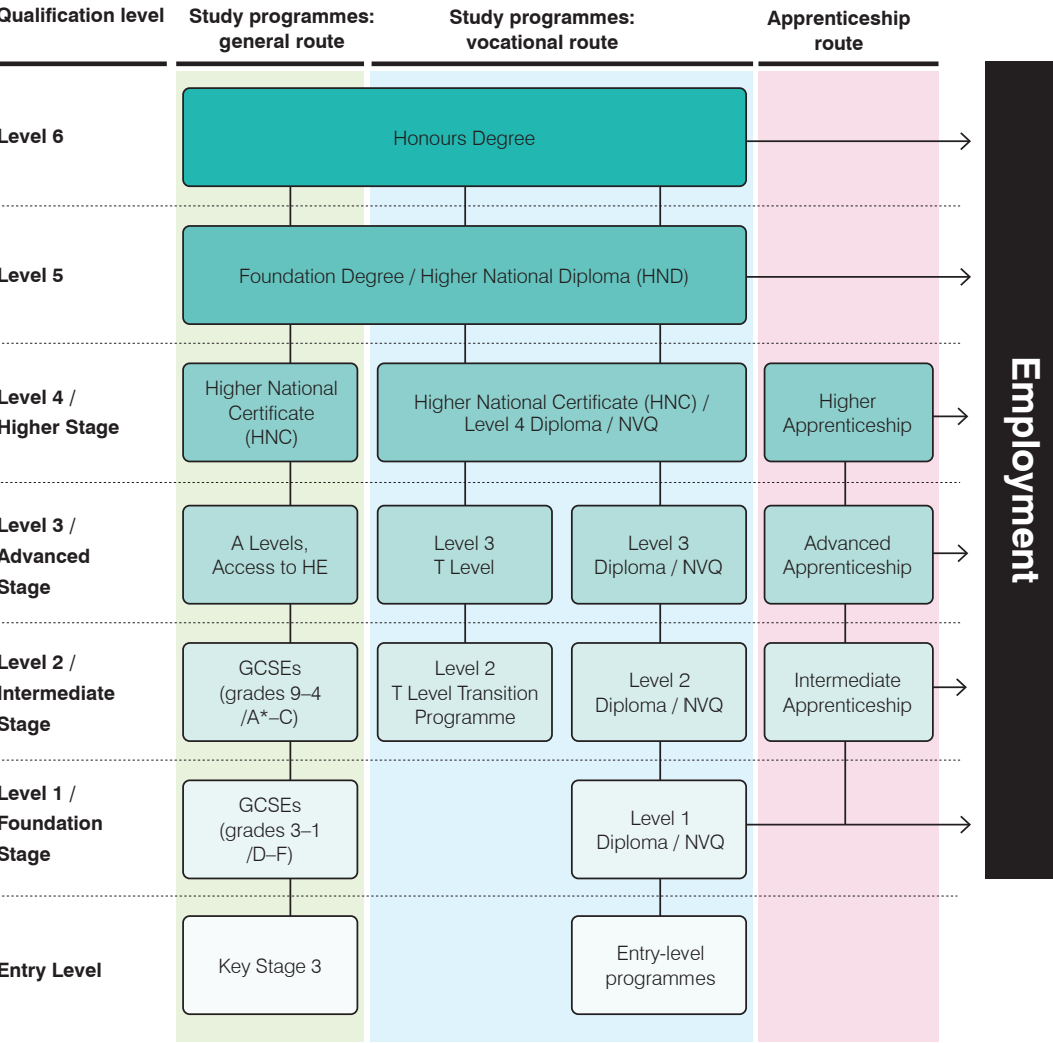 Qualification level
Study programmes:
general route
Study programmes:
vocational route
Apprenticeship
route
Level 6
Honours Degree
Level 5
Foundation Degree / Higher National Diploma (HND)
Level 4 /
Higher Stage
Higher National
Certificate
(HNC)
Higher National Certificate (HNC) /
Level 4 Diploma / NVQ
Higher
Apprenticeship
Level 3 /
Advanced
Stage
A Levels,
Access to HE
Level 3
T Level
Level 3
Diploma / NVQ
Advanced
Apprenticeship
Level 2 /
Intermediate
Stage
GCSEs
(grades 9–4
/A*–C)
Level 2
T Level Transition
Programme
Level 2
Diploma / NVQ
Intermediate
Apprenticeship
Level 1 /
Foundation
Stage
GCSEs
(grades 3–1
/D–F)
Level 1
Diploma / NVQ
Entry Level
Key Stage 3
Entry-level
programmes
Employment